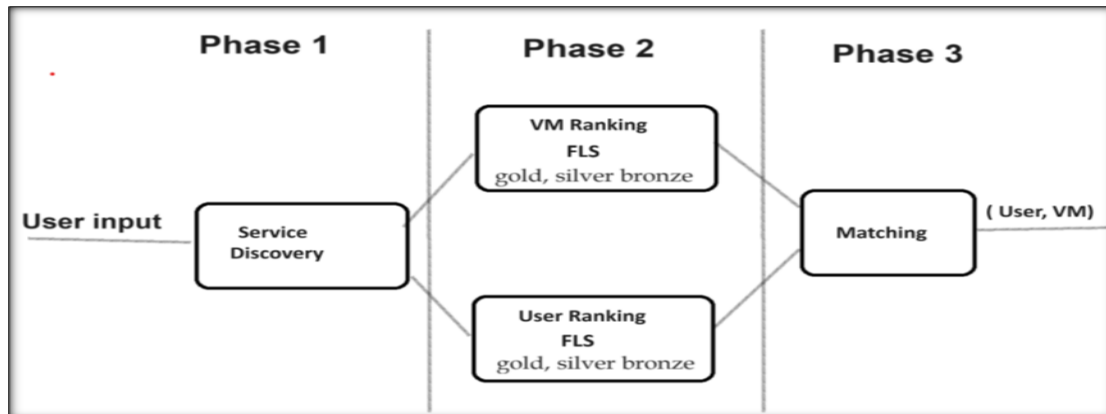 Phase 1
Phase 2
Phase 3
VM Ranking
FLS
gold, silver bronze
User input
Service
Discovery
Matching
( User, VM)
User Ranking
FLS
gold, silver bronze